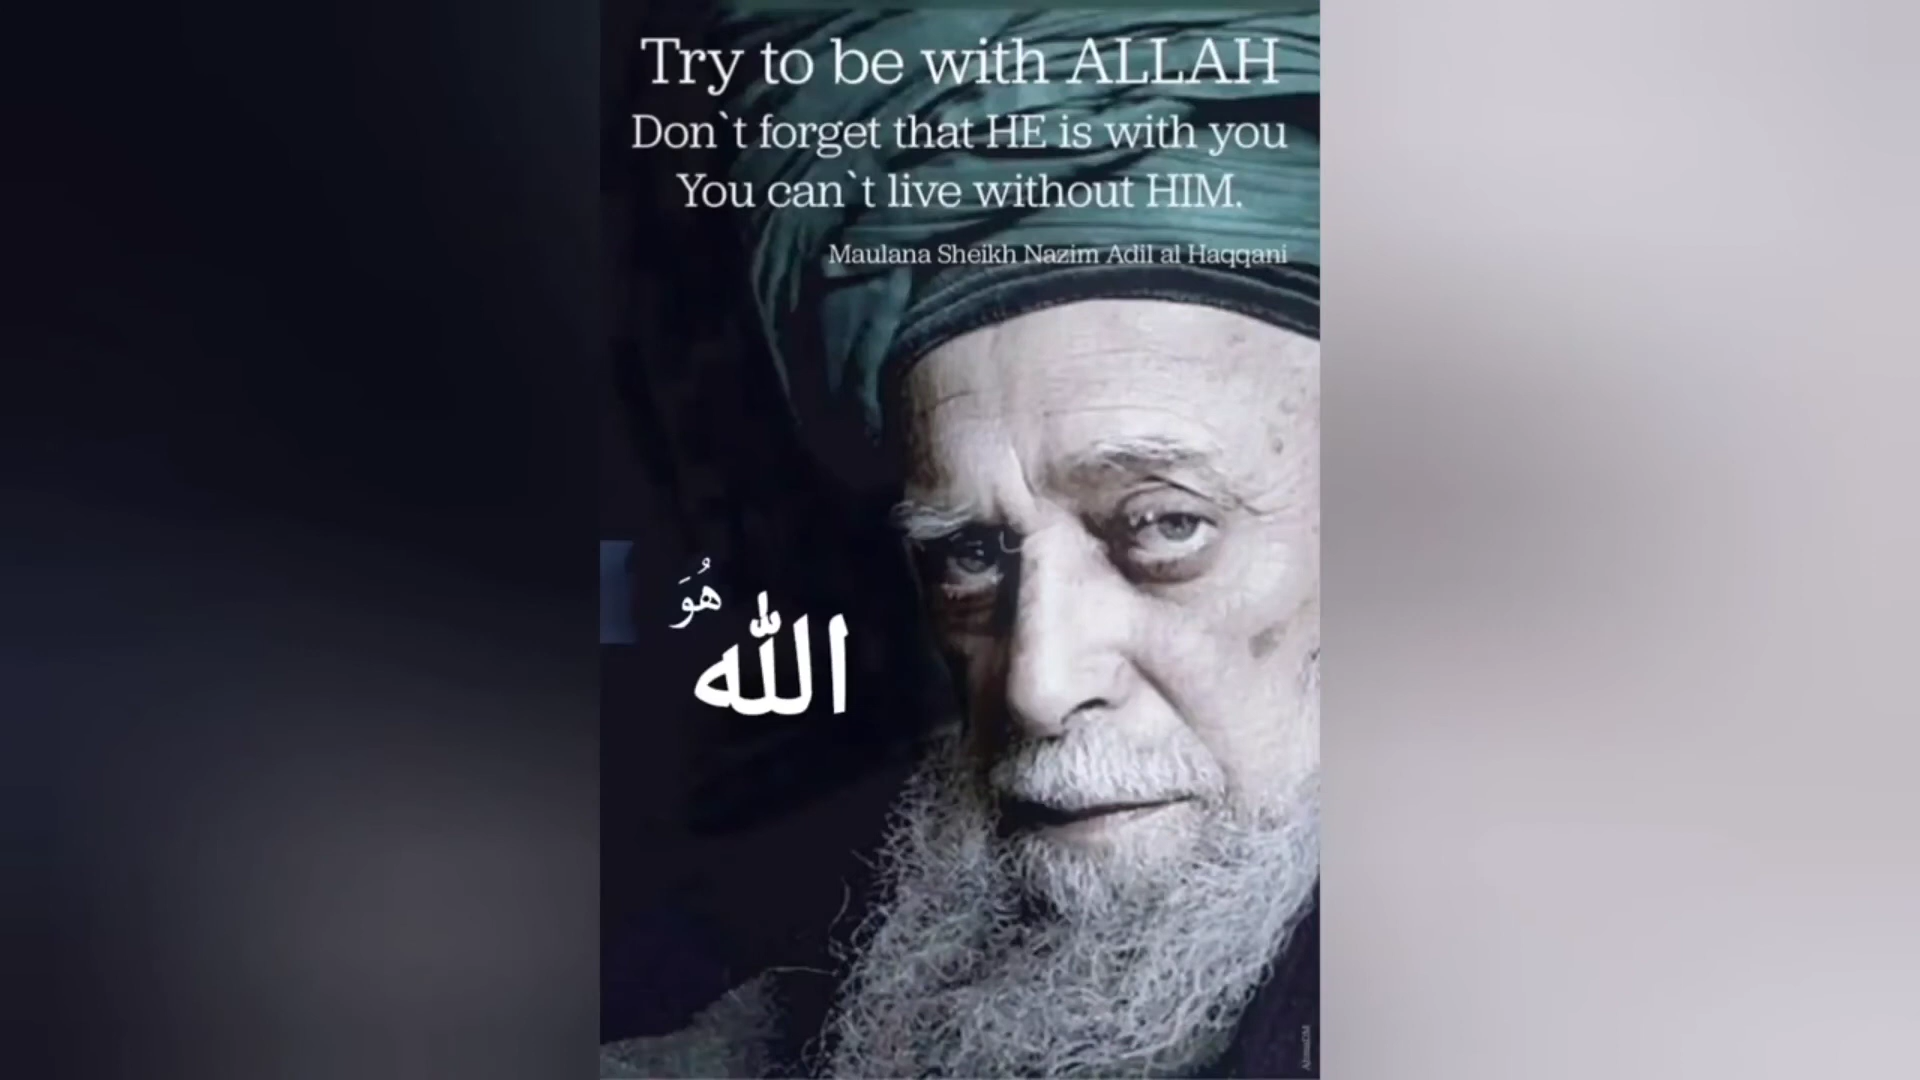 Try to be with ALLAH
Don`t forget that HE is with you
You can`t live without HIM.
Maulana Sheikh Nazim Adil al Haqqani
هُوَ
الله